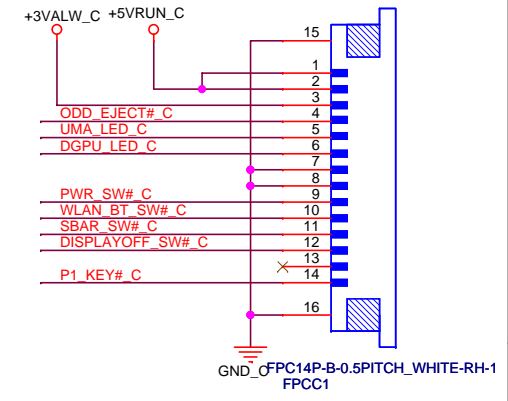 +3VALW_C +5VRUN_C
15
1
2
3
ODD_EJECT#_C 4
UMA_LED_C 5
DGPU_LED_C 6
7
8
PWR_SW#_C 9
WLAN_BT_SW#_C 10
SBAR_SW#_C 11
DISPLAYOFF_SW#_C 12
13
P1_KEY#_C 14
16
FPC14P-B-0.5PITCH_WHITE-RH-1
FPCC1